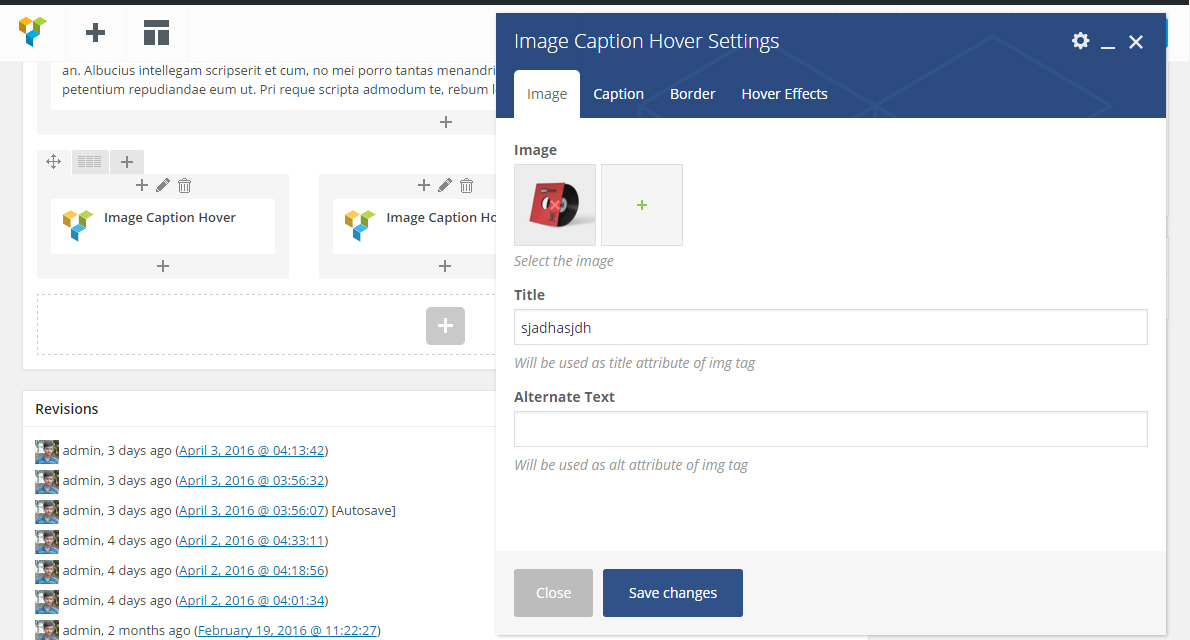 an. Albucius intellegam scripserit et cum, no mei porro tantas menandri
petentium repudiandae eum ut. Pri reque scripta admodum te, rebum
Image Caption Hover
Image Caption Ho
Revisions
admin, 3 days ago (April 3, 2016 @ 04:13:42)
admin, 3 days ago (April 3, 2016 @ 03:56:32)
admin, 3 days ago (April 3, 2016 @ 03:56:07) [Autosave]
admin, 4 days ago (April 2, 2016 @ 04:33:11)
admin, 4 days ago (April 2, 2016 @ 04:18:56)
admin, 4 days ago (April 2, 2016 @ 04:01:34)
admin, 2 months ago (February 19, 2016 @ 11:22:27)
Image Caption Hover Settings
Image Caption Border Hover Effects
Image
Select the image
Title
sjadhasjdh
Will be used as title attribute of img tag
Alternate Text
Will be used as alt attribute of img tag
Close Save changes